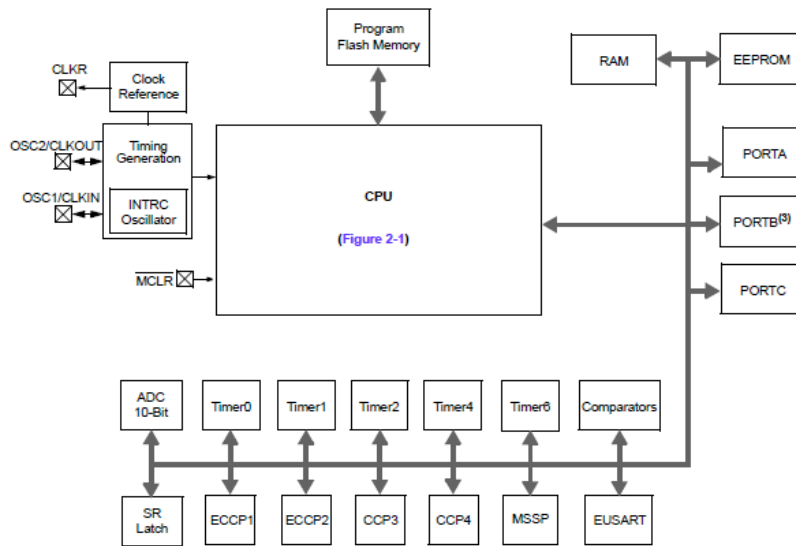 Program
Flash Memory
RAM
EEPROM
CLKR
Clock
Reference
OSC2/CLKOUT
Timing
Generation
OSC1/CLKIN
INTRC
Oscillator
MCLR
CPU
(Figure 2-1)
PORTA
PORTB(3)
PORTC
ADC
10-Bit
Timer0
Timer1
Timer2
Timer4
Timer6
Comparators
SR
Latch
ECCP1
ECCP2
CCP3
CCP4
MSSP
EUSART